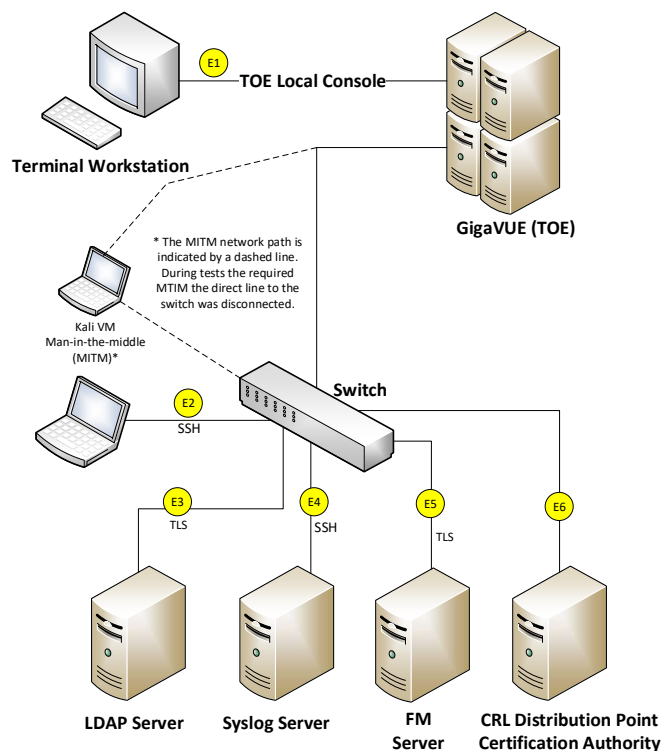 E1
TOE Local Console
Terminal Workstation
GigaVUE (TOE)
* The MITM network path is
indicated by a dashed line.
During tests the required
MTIM the direct line to the
switch was disconnected.
Kali VM
Man-in-the-middle
(MITM)*
Switch
E2
SSH
E3
TLS
E4
SSH
E5
TLS
E6
LDAP Server
Syslog Server
FM
Server
CRL Distribution Point
Certification Authority